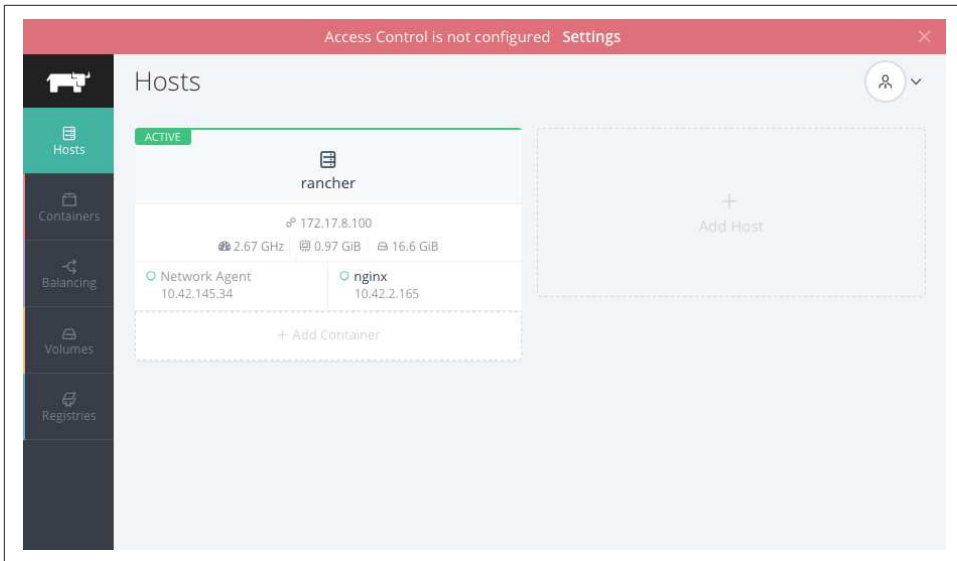 Access Control is not configured Settings
Hosts
Hosts
Containers
Balancing
Volumes
Registries
ACTIVE
rancher
172.17.8.100
2.67 GHz 0.97 GiB 16.6 GiB
Network Agent nginx
10.42.145.34 10.42.2.165
+ Add Container
+
Add Host